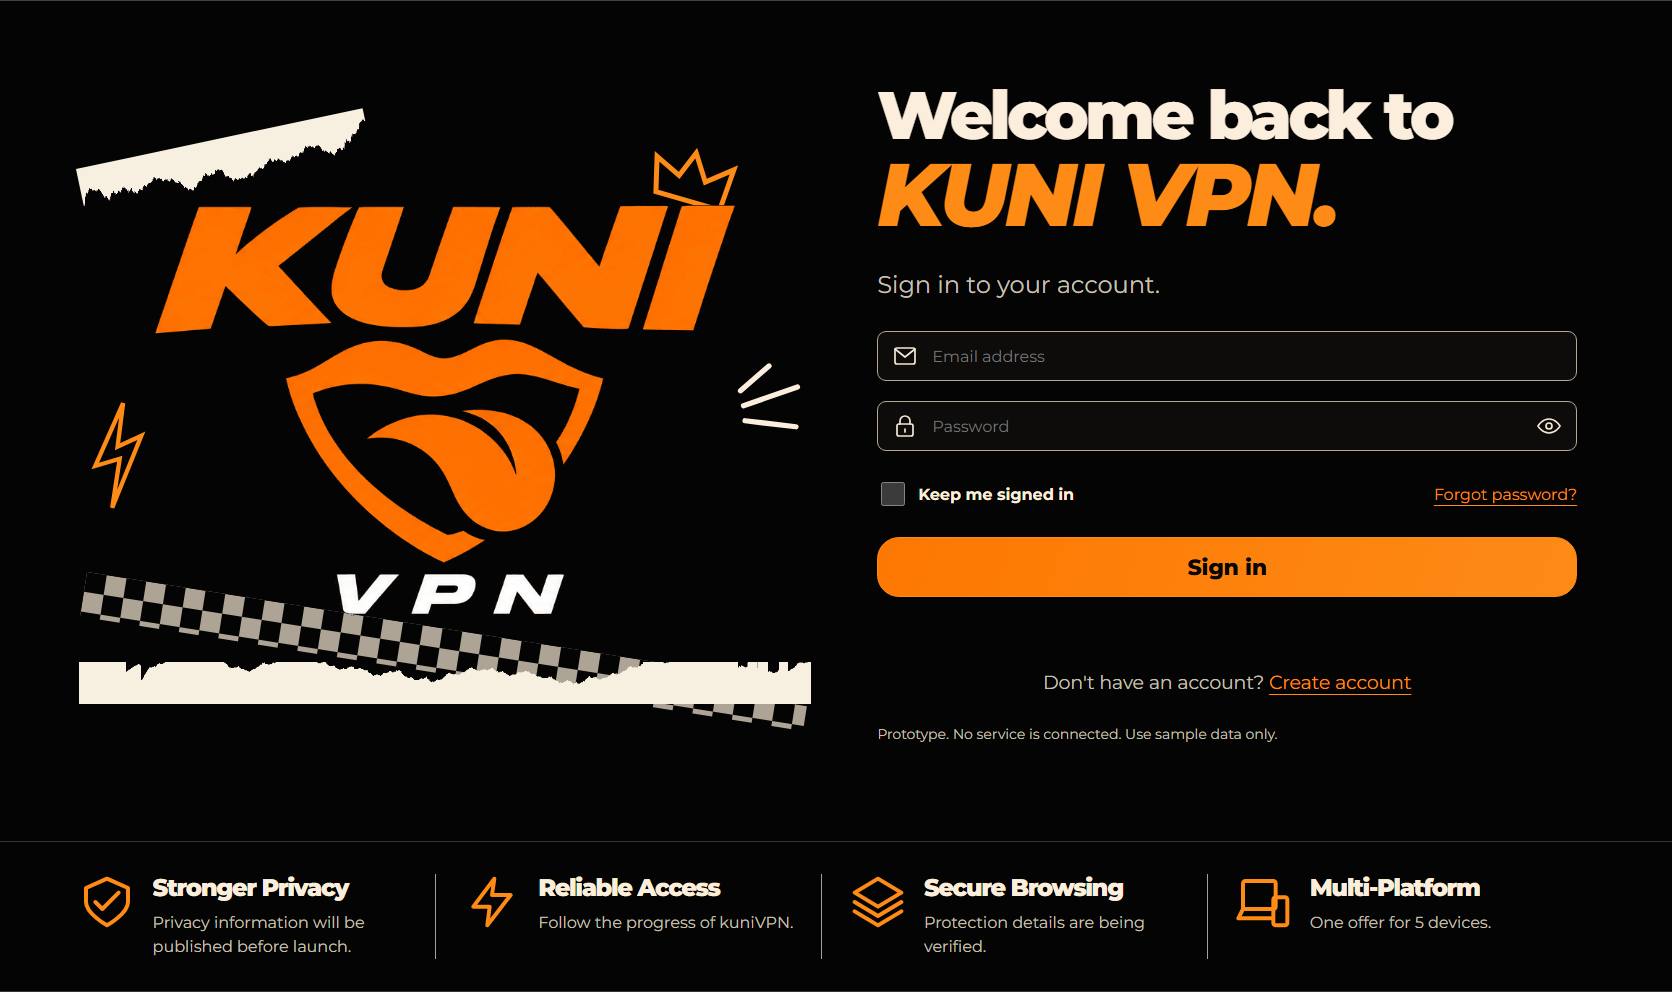 KUNI
VPN
Welcome back to
KUNI VPN.
Sign in to your account.
Email address
Password
Keep me signed in
Forgot password?
Sign in
Don't have an account? Create account
Prototype. No service is connected. Use sample data only.
Stronger Privacy
Privacy information will be
published before launch.
Reliable Access
Follow the progress of kuniVPN.
Secure Browsing
Protection details are being
verified.
Multi-Platform
One offer for 5 devices.